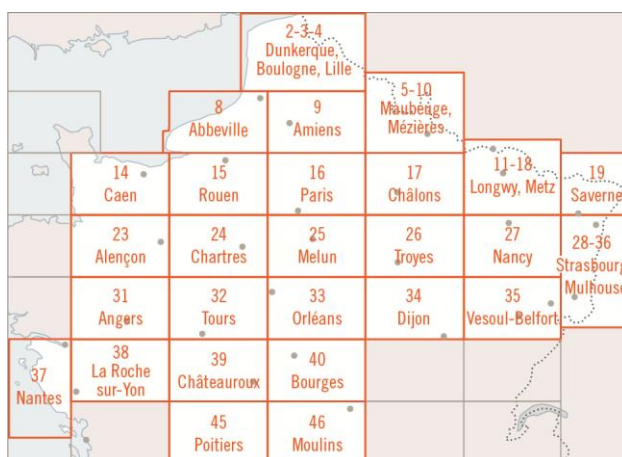 2-3-4
Dunkerque,
Boulogne, Lille
5-10
Maubeuge,
Mézières
8
Abbeville
9
Amiens
11-18
Longwy, Metz
14
Caen
15
Rouen
16
Paris
17
Châlons
19
Saverne
23
Alençon
24
Chartres
25
Melun
26
Troyes
27
Nancy
28-36
Strasbourg
Mulhouse
31
Angers
32
Tours
33
Orléans
34
Dijon
35
Vesoul-Belfort
37
Nantes
38
La Roche
sur-Yon
39
Châteauroux
40
Bourges
45
Poitiers
46
Moulins